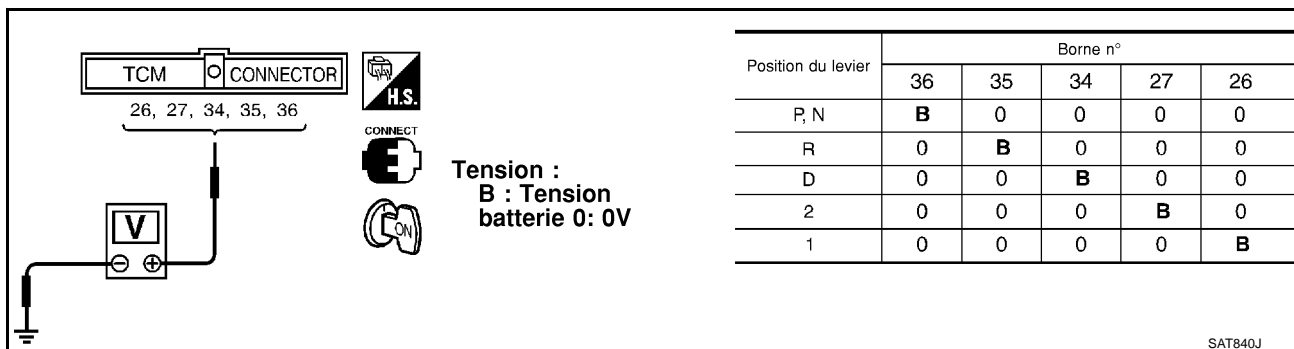 TCM CONNECTOR
26, 27, 34, 35, 36
H.S.
CONNECT
ON
V
Tension :
B : Tension
batterie 0: 0V
Position du levier Borne n°
36 35 34 27 26
P, N B 0 0 0 0
R 0 B 0 0 0
D 0 0 B 0 0
2 0 0 0 B 0
1 0 0 0 0 B
SAT840J